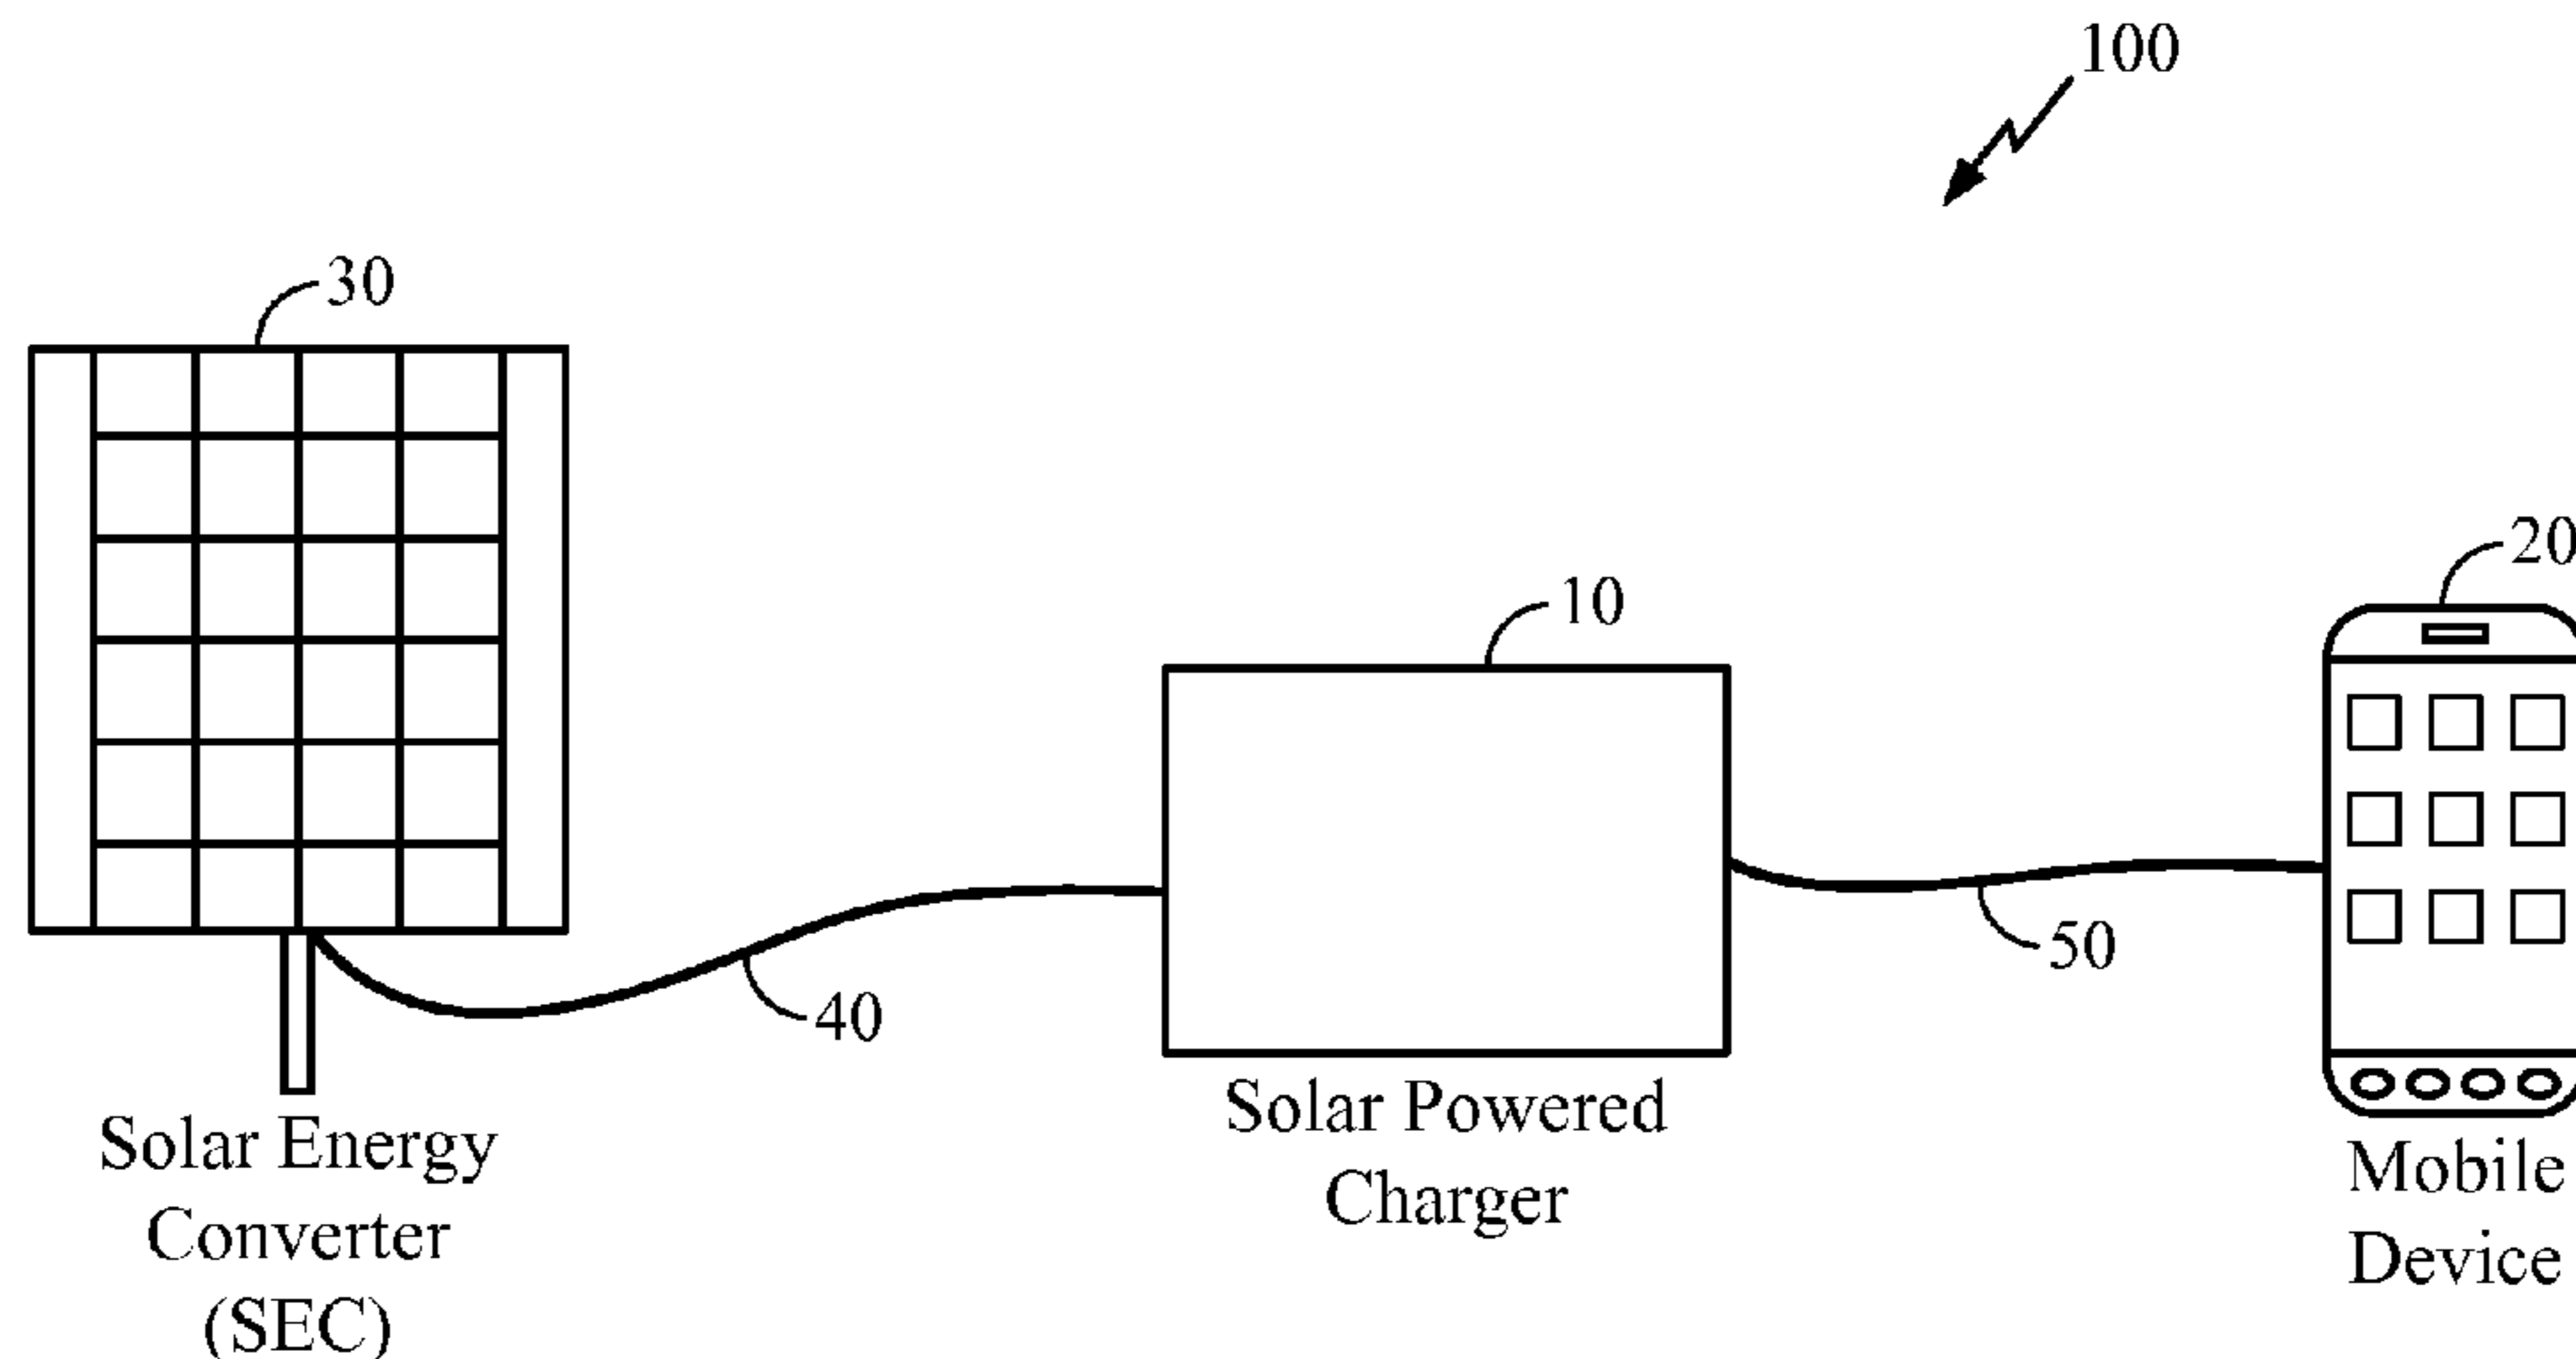 100
30
20
10
50
40
Solar Energy
Converter
(SEC)
Solar Powered
Charger
Mobile
Device